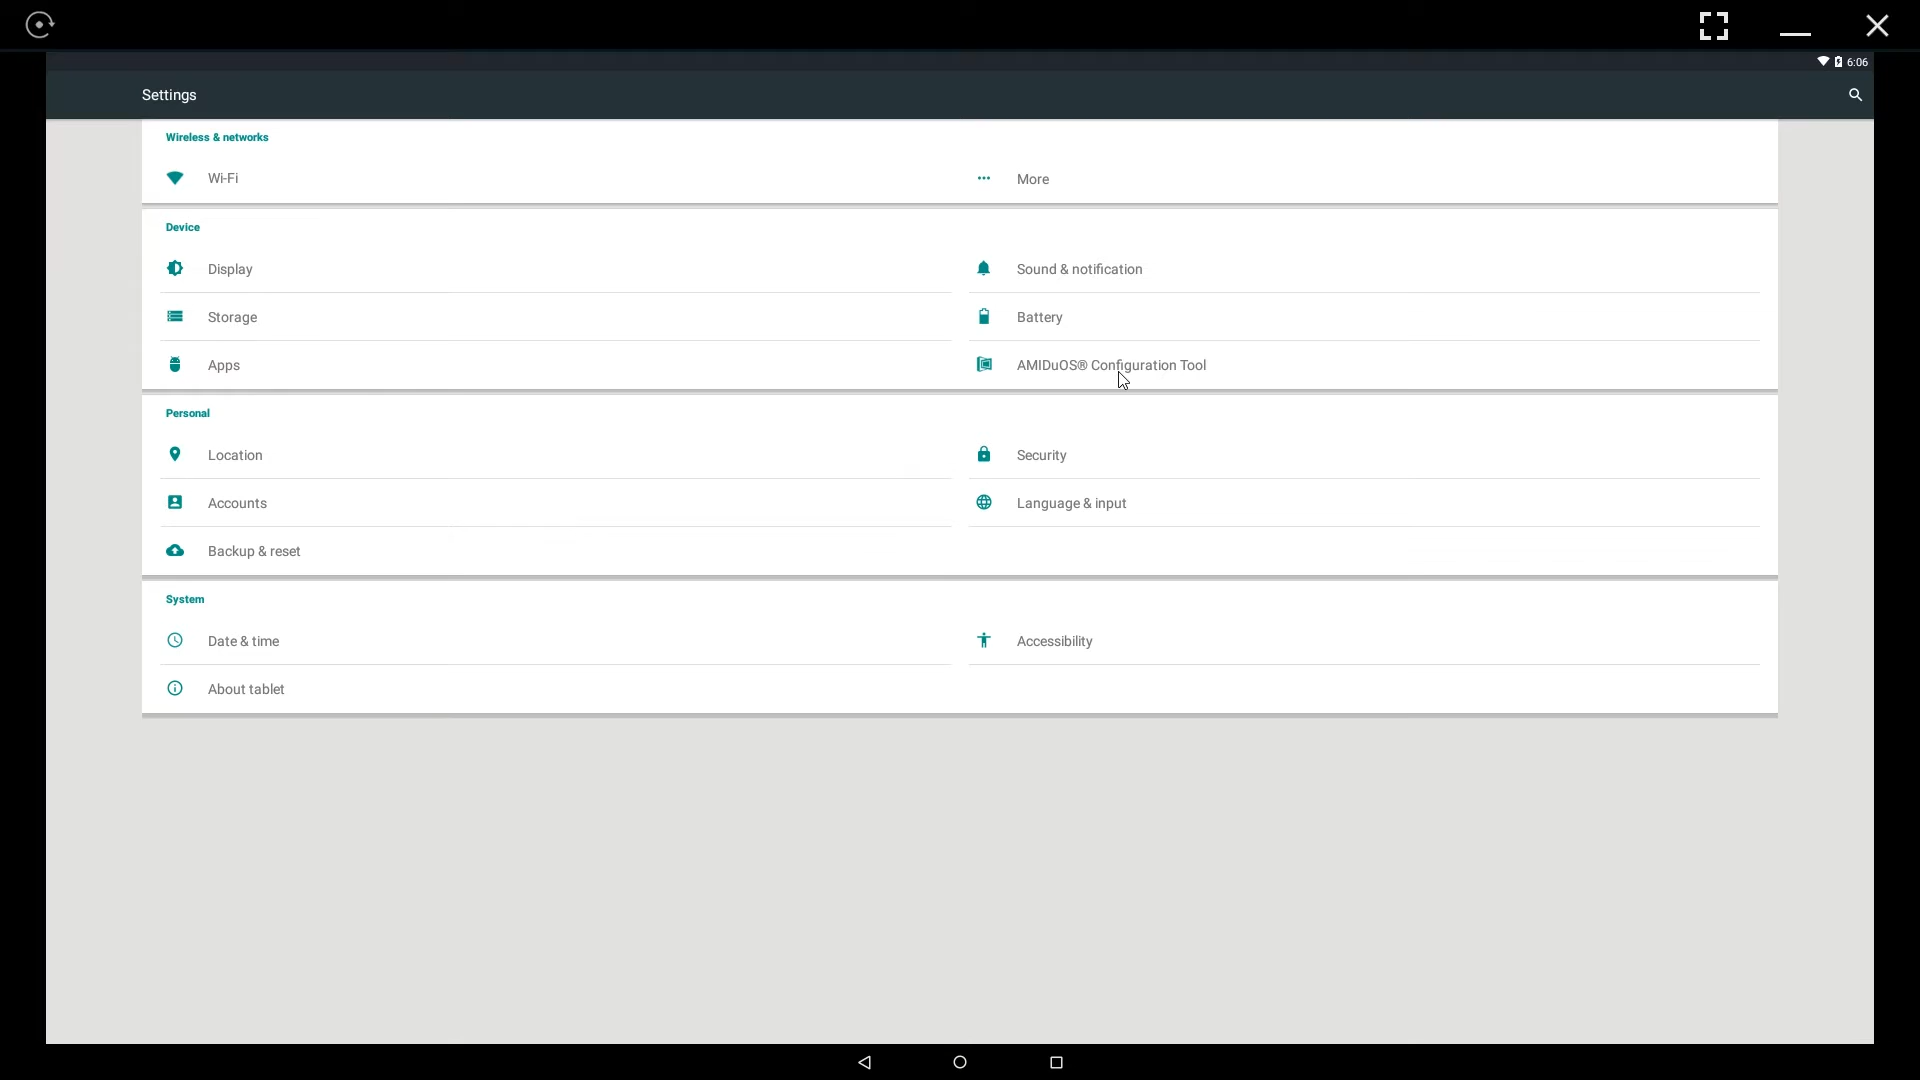 6:06
Settings
Wireless & networks
Wi-Fi
More
Device
Display
Sound & notification
Storage
Battery
Apps
AMIDuOS® Configuration Tool
Personal
Location
Security
Accounts
Language & input
Backup & reset
System
Date & time
Accessibility
About tablet